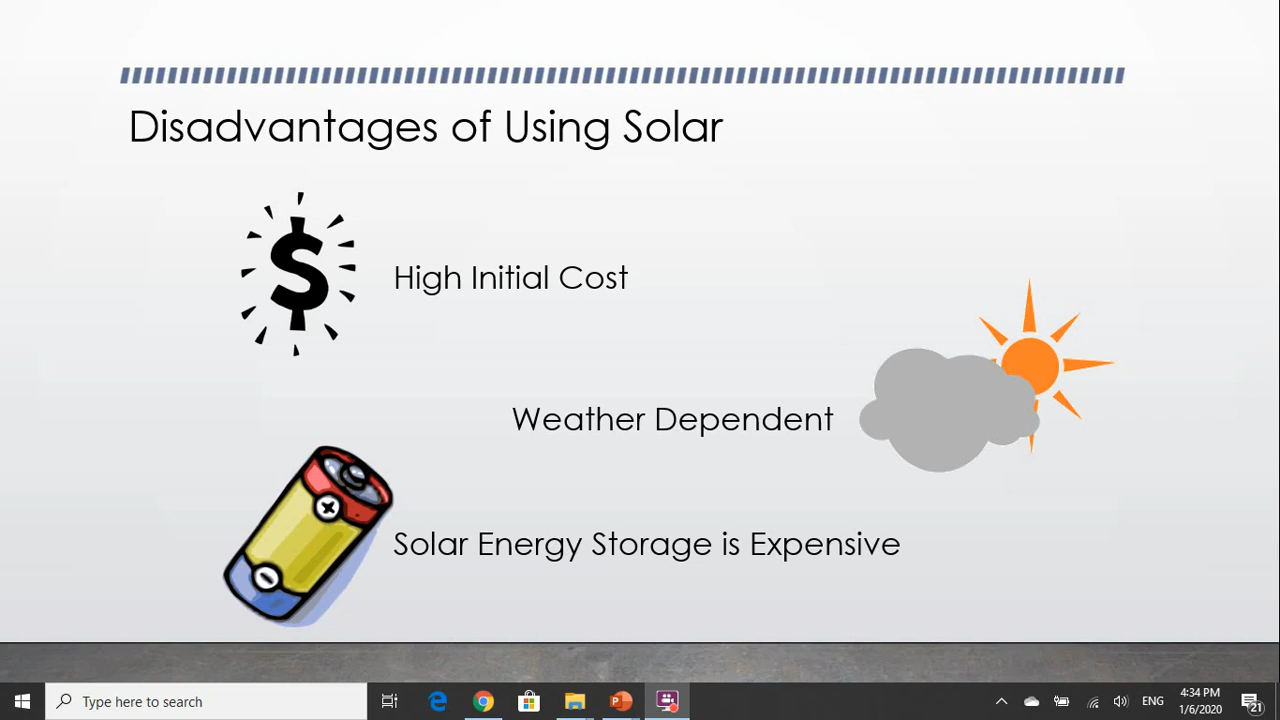 Disadvantages of Using Solar
$
High Initial Cost
Weather Dependent
Solar Energy Storage is Expensive
Type here to search
ENG
4:34 PM
1/6/2020
21